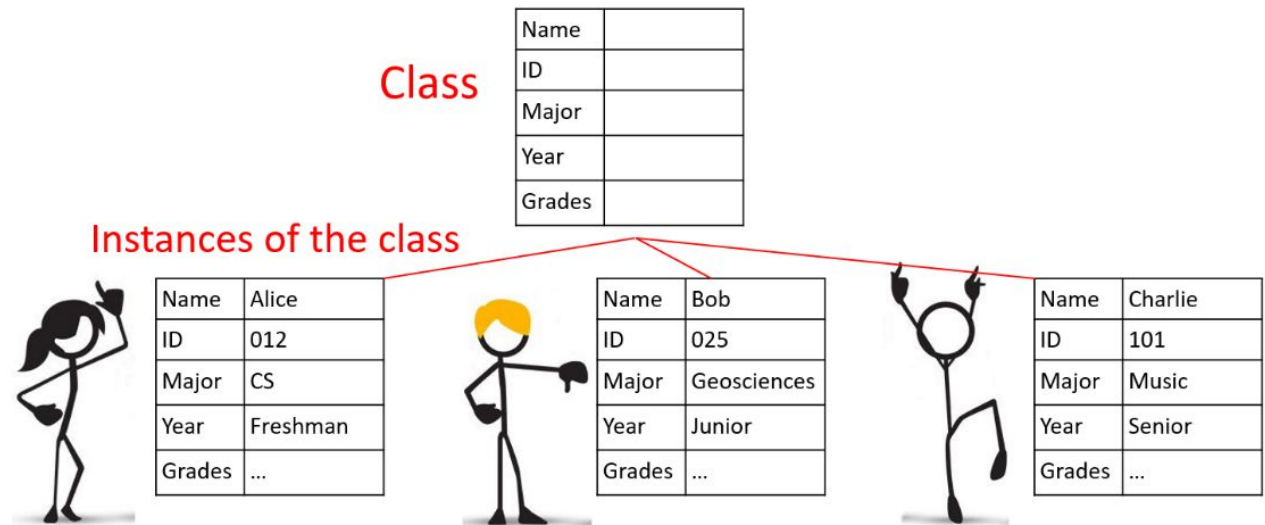 Class
Name
ID
Major
Year
Grades
Instances of the class
Name Alice
ID 012
Major CS
Year Freshman
Grades ...
Name Bob
ID 025
Major Geosciences
Year Junior
Grades ...
Name Charlie
ID 101
Major Music
Year Senior
Grades ...